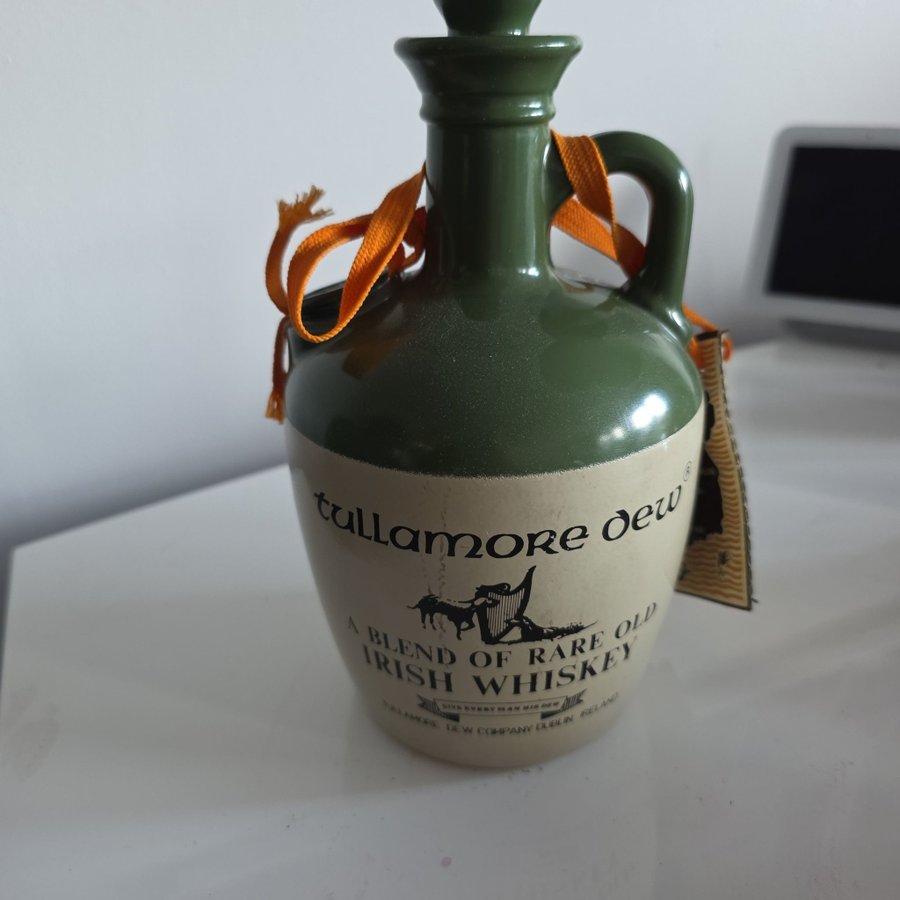 tullamore dew®
A BLEND OF RARE OLD
IRISH WHISKEY
GIVE EVERY MAN HIS DEW
TULLAMORE DEW COMPANY DUBLIN, IRELAND.